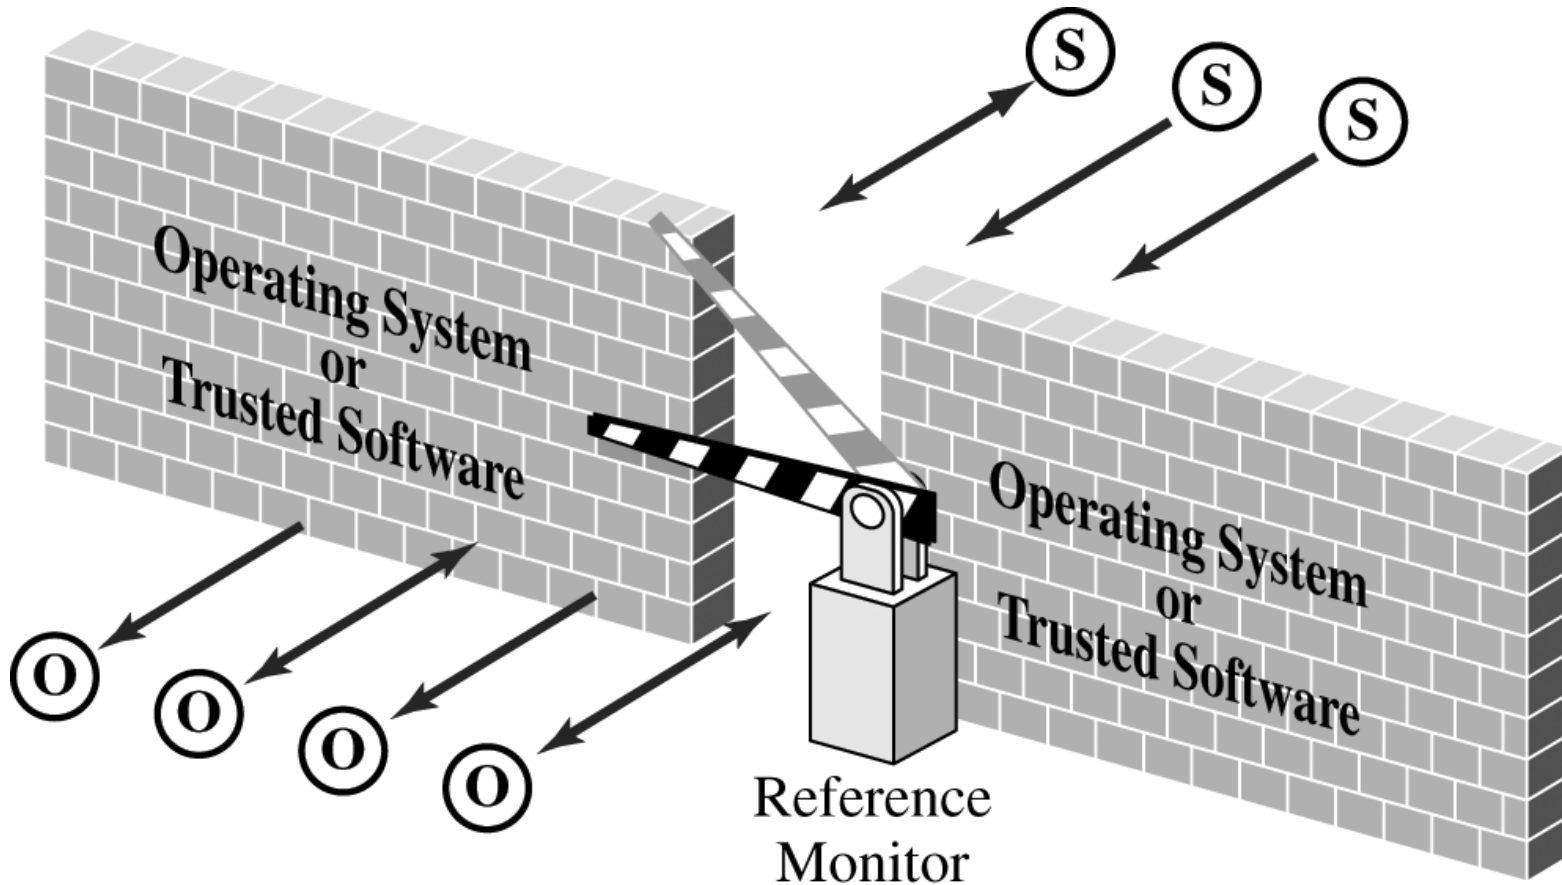 S
S
S
Operating System
or
Trusted Software
Operating System
or
Trusted Software
O
O
O
O
Reference
Monitor